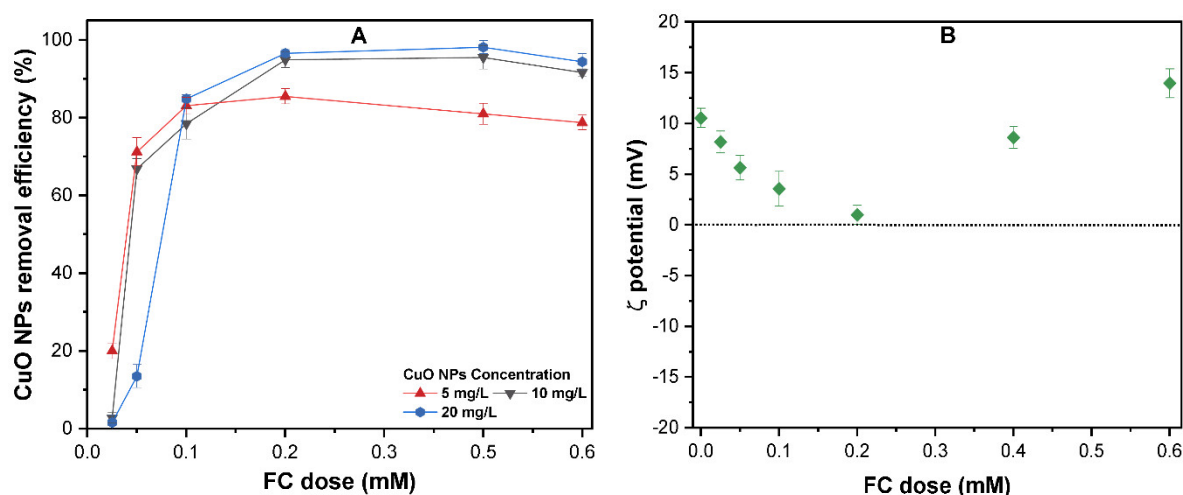 A
CuO NPs removal efficiency (%)
100
80
60
40
20
0
CuO NPs Concentration
5 mg/L 10 mg/L
20 mg/L
0.0 0.1 0.2 0.3 0.4 0.5 0.6
FC dose (mM)
B
ζ potential (mV)
20
15
10
5
0
-5
-10
-15
-20
0.0 0.1 0.2 0.3 0.4 0.5 0.6
FC dose (mM)